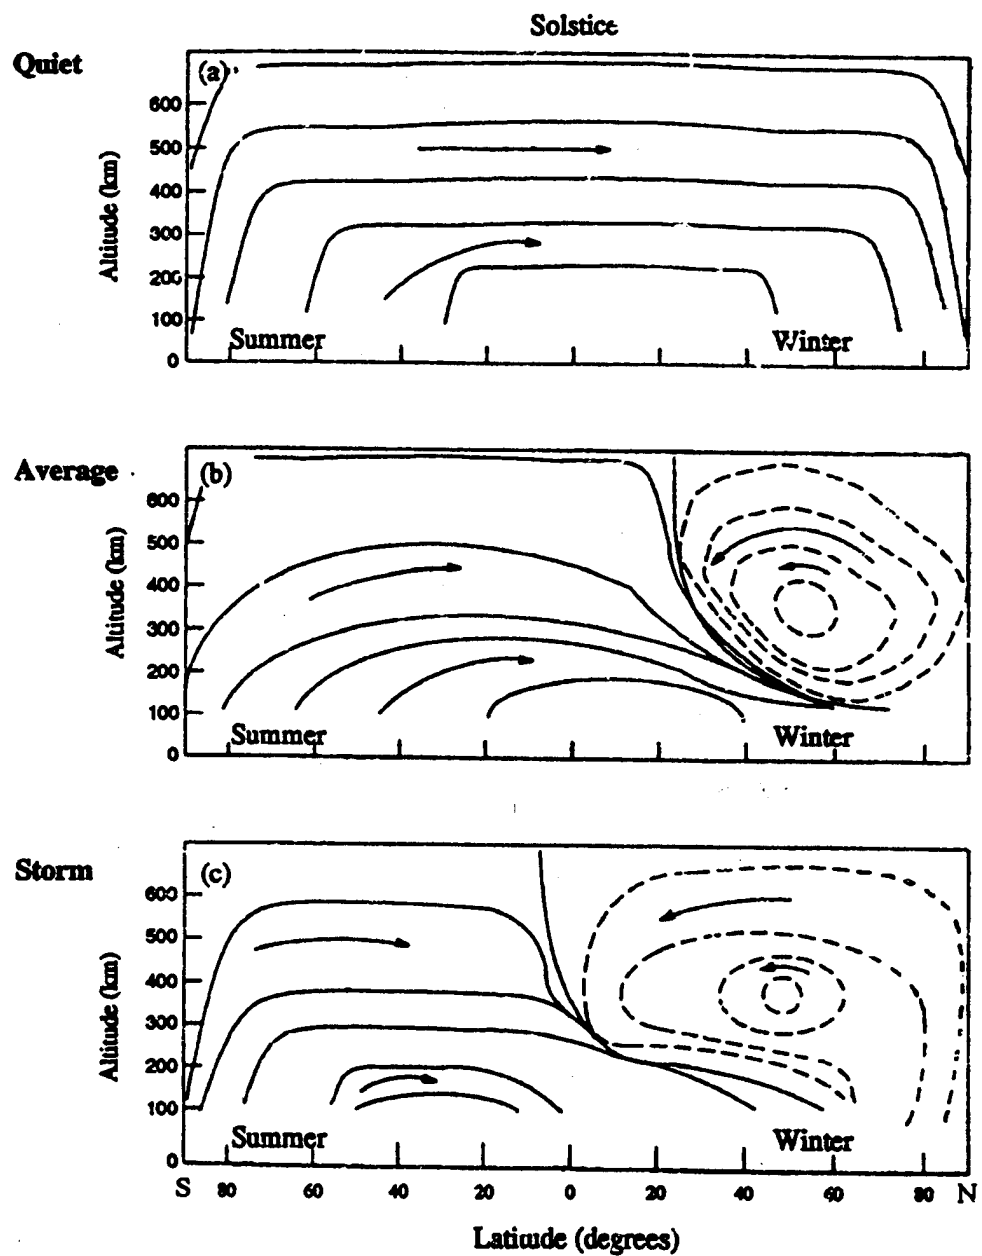 Solstice
Quiet
(a)
600
500
400
300
200
100
0
Altitude (km)
Summer
Winter
Average
(b)
600
500
400
300
200
100
0
Altitude (km)
Summer
Winter
Storm
(c)
600
500
400
300
200
100
0
Altitude (km)
Summer
Winter
S 80 60 40 20 0 20 40 60 80 N
Latitude (degrees)